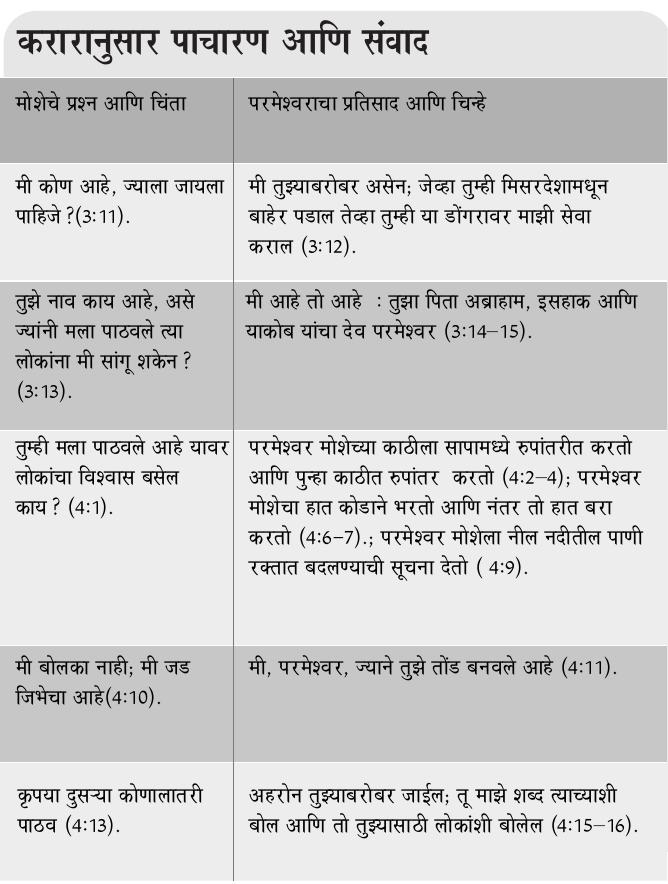 करारानुसार पाचारण आणि संवाद
मोशेचे प्रश्न आणि चिंता
परमेश्वराचा प्रतिसाद आणि चिन्हे
मी कोण आहे, ज्याला जायला
पाहिजे ?(3:11).
मी तुझ्याबरोबर असेन; जेव्हा तुम्ही मिसरदेशामधून
बाहेर पडाल तेव्हा तुम्ही या डोंगरावर माझी सेवा
कराल (3:12).
तुझे नाव काय आहे, असे
ज्यांनी मला पाठवले त्या
लोकांना मी सांगू शकेन ?
(3:13).
मी आहे तो आहे : तुझा पिता अब्राहाम, इसहाक आणि
याकोब यांचा देव परमेश्वर (3:14–15).
तुम्ही मला पाठवले आहे यावर
लोकांचा विश्वास बसेल
काय ? (4:1).
परमेश्वर मोशेच्या काठीला सापामध्ये रुपांतरीत करतो
आणि पुन्हा काठीत रुपांतर करतो (4:2–4); परमेश्वर
मोशेचा हात कोडाने भरतो आणि नंतर तो हात बरा
करतो (4:6–7).; परमेश्वर मोशेला नील नदीतील पाणी
रक्तात बदलण्याची सूचना देतो ( 4:9).
मी बोलका नाही; मी जड
जिभेचा आहे(4:10).
मी, परमेश्वर, ज्याने तुझे तोंड बनवले आहे (4:11).
कृपया दुसऱ्या कोणालातरी
पाठव (4:13).
अहरोन तुझ्याबरोबर जाईल; तू माझे शब्द त्याच्याशी
बोल आणि तो तुझ्यासाठी लोकांशी बोलेल (4:15–16).